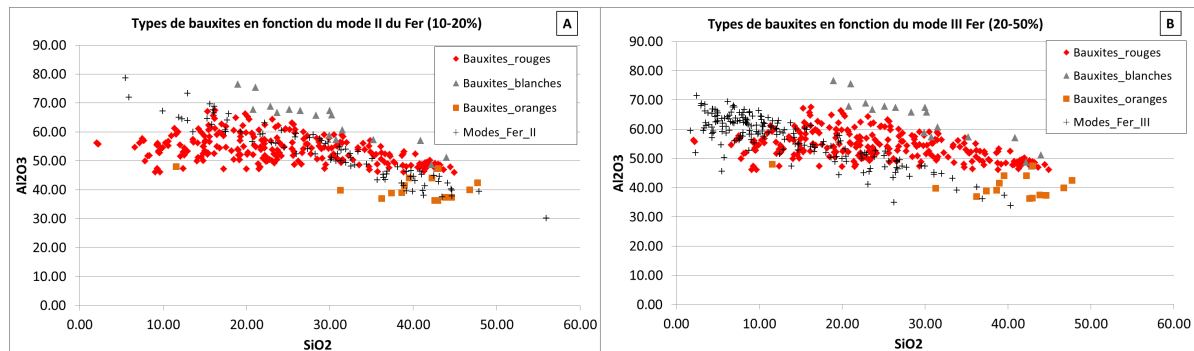 Types de bauxites en fonction du mode II du Fer (10-20%)
A
90.00
80.00
70.00
60.00
50.00
40.00
30.00
20.00
10.00
0.00
Al2O3
0.00 10.00 20.00 30.00 40.00 50.00 60.00
SiO2
Bauxites_rouges
Bauxites_blanches
Bauxites_oranges
Modes_Fer_II
Types de bauxites en fonction du mode III Fer (20-50%)
B
90.00
80.00
70.00
60.00
50.00
40.00
30.00
20.00
10.00
0.00
Al2O3
0.00 10.00 20.00 30.00 40.00 50.00 60.00
SiO2
Bauxites_rouges
Bauxites_blanches
Bauxites_oranges
Modes_Fer_III